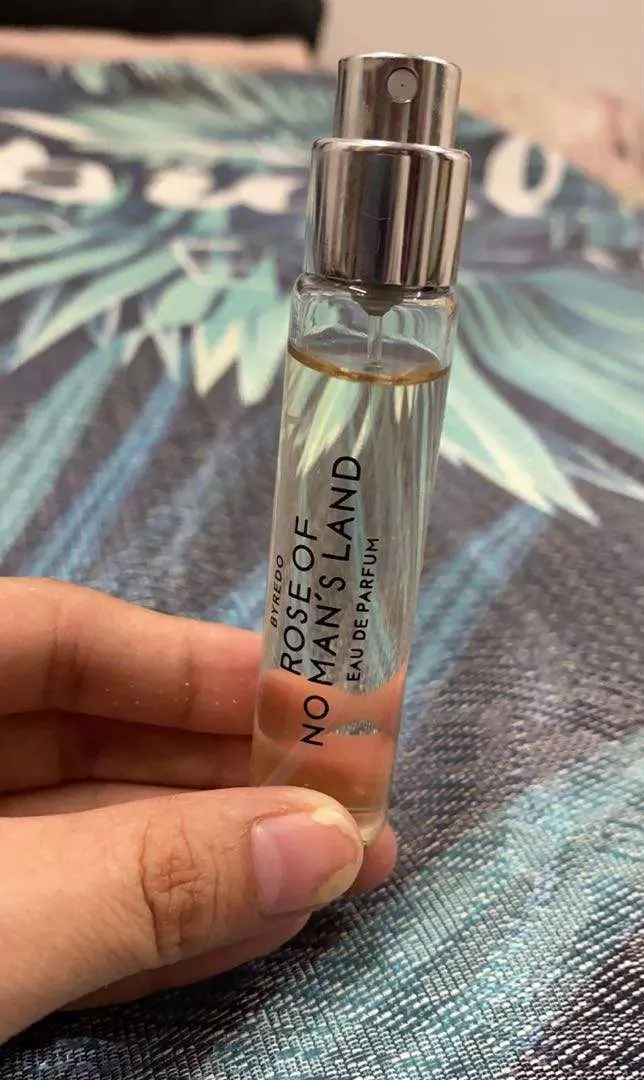 BYREDO
ROSE OF
NO MAN'S LAND
EAU DE PARFUM